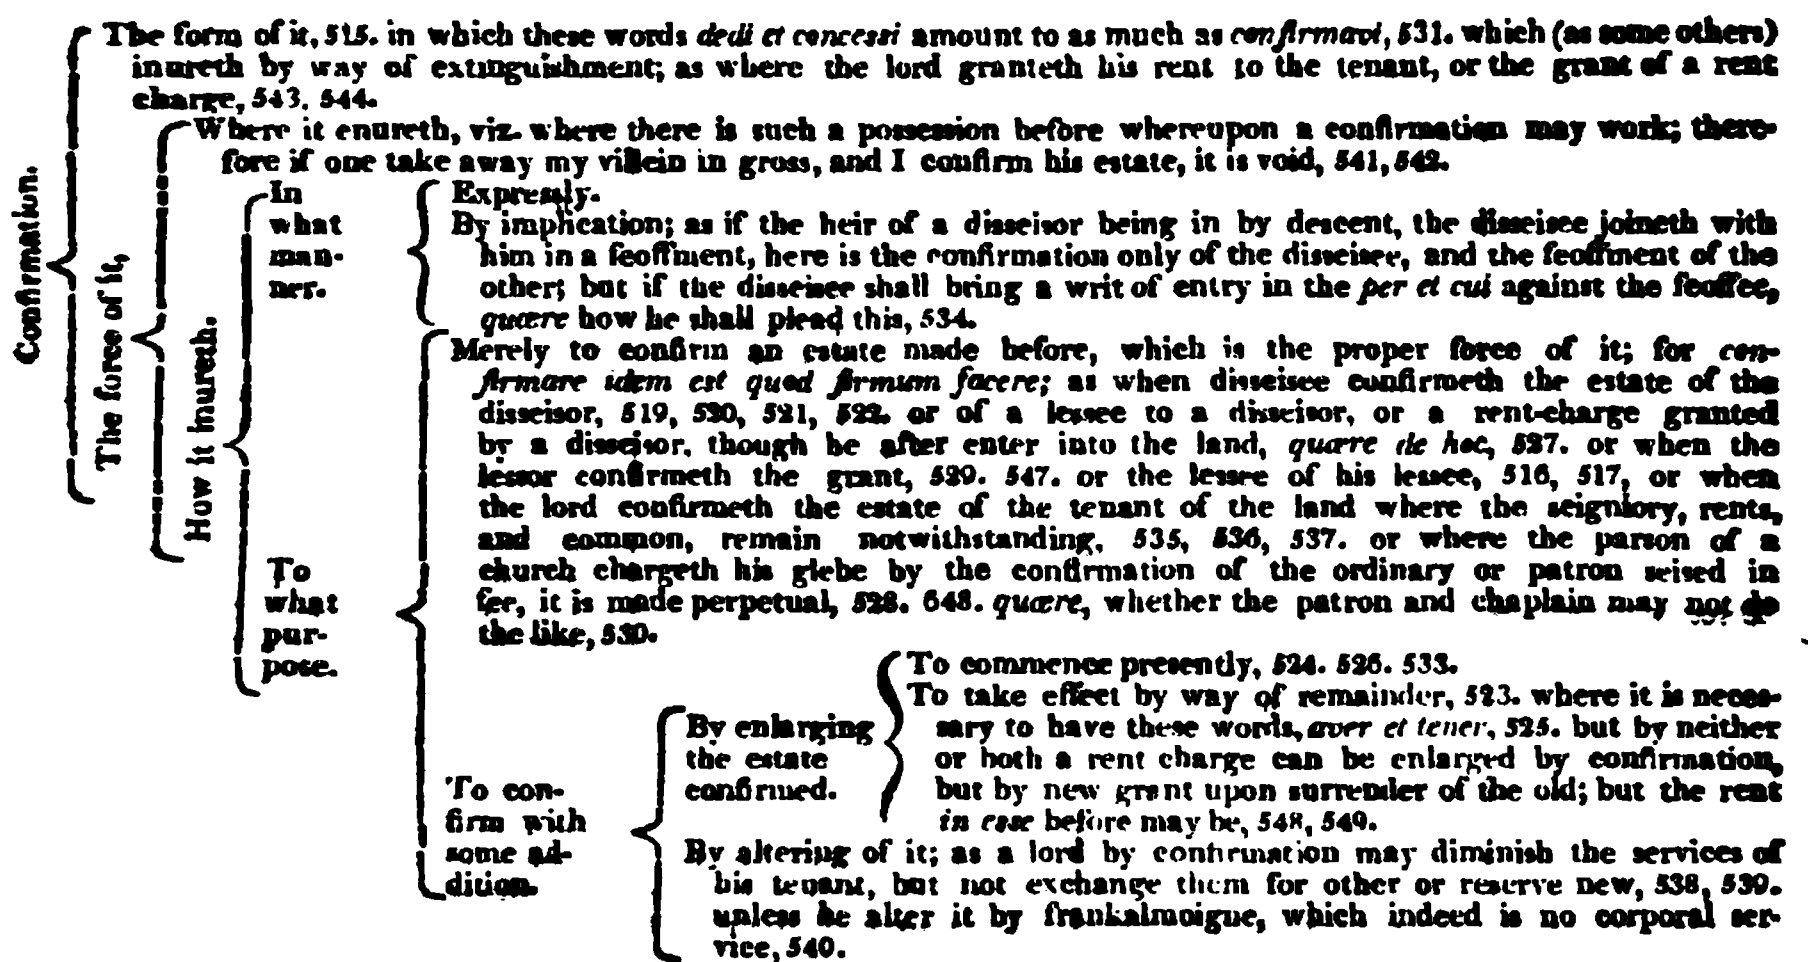 Confirmation.
The form of it, 515. in which these words dedi et concessi amount to as much as confirmavi, 531. which (as some others)
inureth by way of extinguishment; as where the lord granteth his rent to the tenant, or the grant of a rent
charge, 543. 544.
The force of it,
Where it enureth, viz. where there is such a possession before whereupon a confirmation may work; there-
fore if one take away my villein in gross, and I confirm his estate, it is void, 541, 542.
How it inureth.
In
what
man-
ner.
Expressly.
By implication; as if the heir of a disseisor being in by descent, the disseisee joineth with
him in a feoffment, here is the confirmation only of the disseisee, and the feoffment of the
other; but if the disseisee shall bring a writ of entry in the per et cui against the feoffee,
quære how he shall plead this, 534.
To
what
pur-
pose.
Merely to confirm an estate made before, which is the proper force of it; for con-
firmare idem est quod firmum facere; as when disseisee confirmeth the estate of the
disseisor, 519, 520, 521, 522. or of a lessee to a disseisor, or a rent-charge granted
by a disseisor, though he after enter into the land, quære de hoc, 527. or when the
lessor confirmeth the grant, 529. 547. or the lessee of his lessee, 516, 517, or when
the lord confirmeth the estate of the tenant of the land where the seigniory, rents,
and common, remain notwithstanding, 535, 536, 537. or where the parson of a
church chargeth his glebe by the confirmation of the ordinary or patron seised in
fee, it is made perpetual, 528. 648. quære, whether the patron and chaplain may not do
the like, 530.
To con-
firm with
some ad-
dition.
By enlarging
the estate
confirmed.
To commence presently, 524. 526. 533.
To take effect by way of remainder, 523. where it is neces-
sary to have these words, aver et tener, 525. but by neither
or both a rent charge can be enlarged by confirmation,
but by new grant upon surrender of the old; but the rent
in esse before may be, 548, 549.
By altering of it; as a lord by confirmation may diminish the services of
his tenant, but not exchange them for other or reserve new, 538, 539.
unless he alter it by frankalmoigne, which indeed is no corporal ser-
vice, 540.